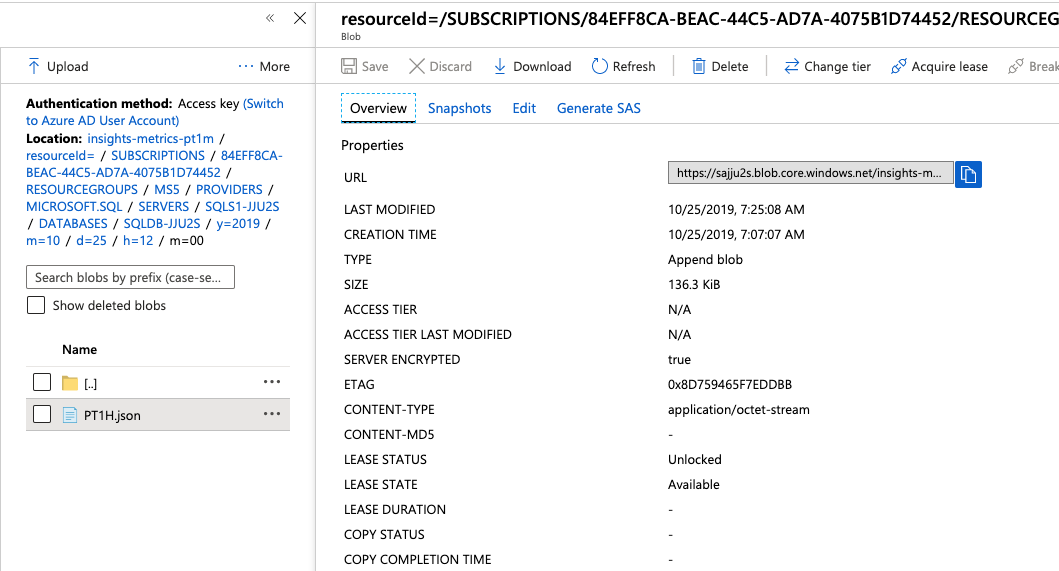 «
Upload
··· More
Authentication method: Access key (Switch
to Azure AD User Account)
Location: insights-metrics-pt1m /
resourceId= / SUBSCRIPTIONS / 84EFF8CA-
BEAC-44C5-AD7A-4075B1D74452 /
RESOURCEGROUPS / MS5 / PROVIDERS /
MICROSOFT.SQL / SERVERS / SQLS1-JJU2S
/ DATABASES / SQLDB-JJU2S / y=2019 /
m=10 / d=25 / h=12 / m=00
Search blobs by prefix (case-se...
Show deleted blobs
Name
[..]
PT1H.json
resourceId=/SUBSCRIPTIONS/84EFF8CA-BEAC-44C5-AD7A-4075B1D74452/RESOURCEG
Blob
Save Discard Download Refresh Delete Change tier Acquire lease Break
Overview Snapshots Edit Generate SAS
Properties
URL https://sajju2s.blob.core.windows.net/insights-m...
LAST MODIFIED 10/25/2019, 7:25:08 AM
CREATION TIME 10/25/2019, 7:07:07 AM
TYPE Append blob
SIZE 136.3 KiB
ACCESS TIER N/A
ACCESS TIER LAST MODIFIED N/A
SERVER ENCRYPTED true
ETAG 0x8D759465F7EDDBB
CONTENT-TYPE application/octet-stream
CONTENT-MD5 -
LEASE STATUS Unlocked
LEASE STATE Available
LEASE DURATION -
COPY STATUS -
COPY COMPLETION TIME -